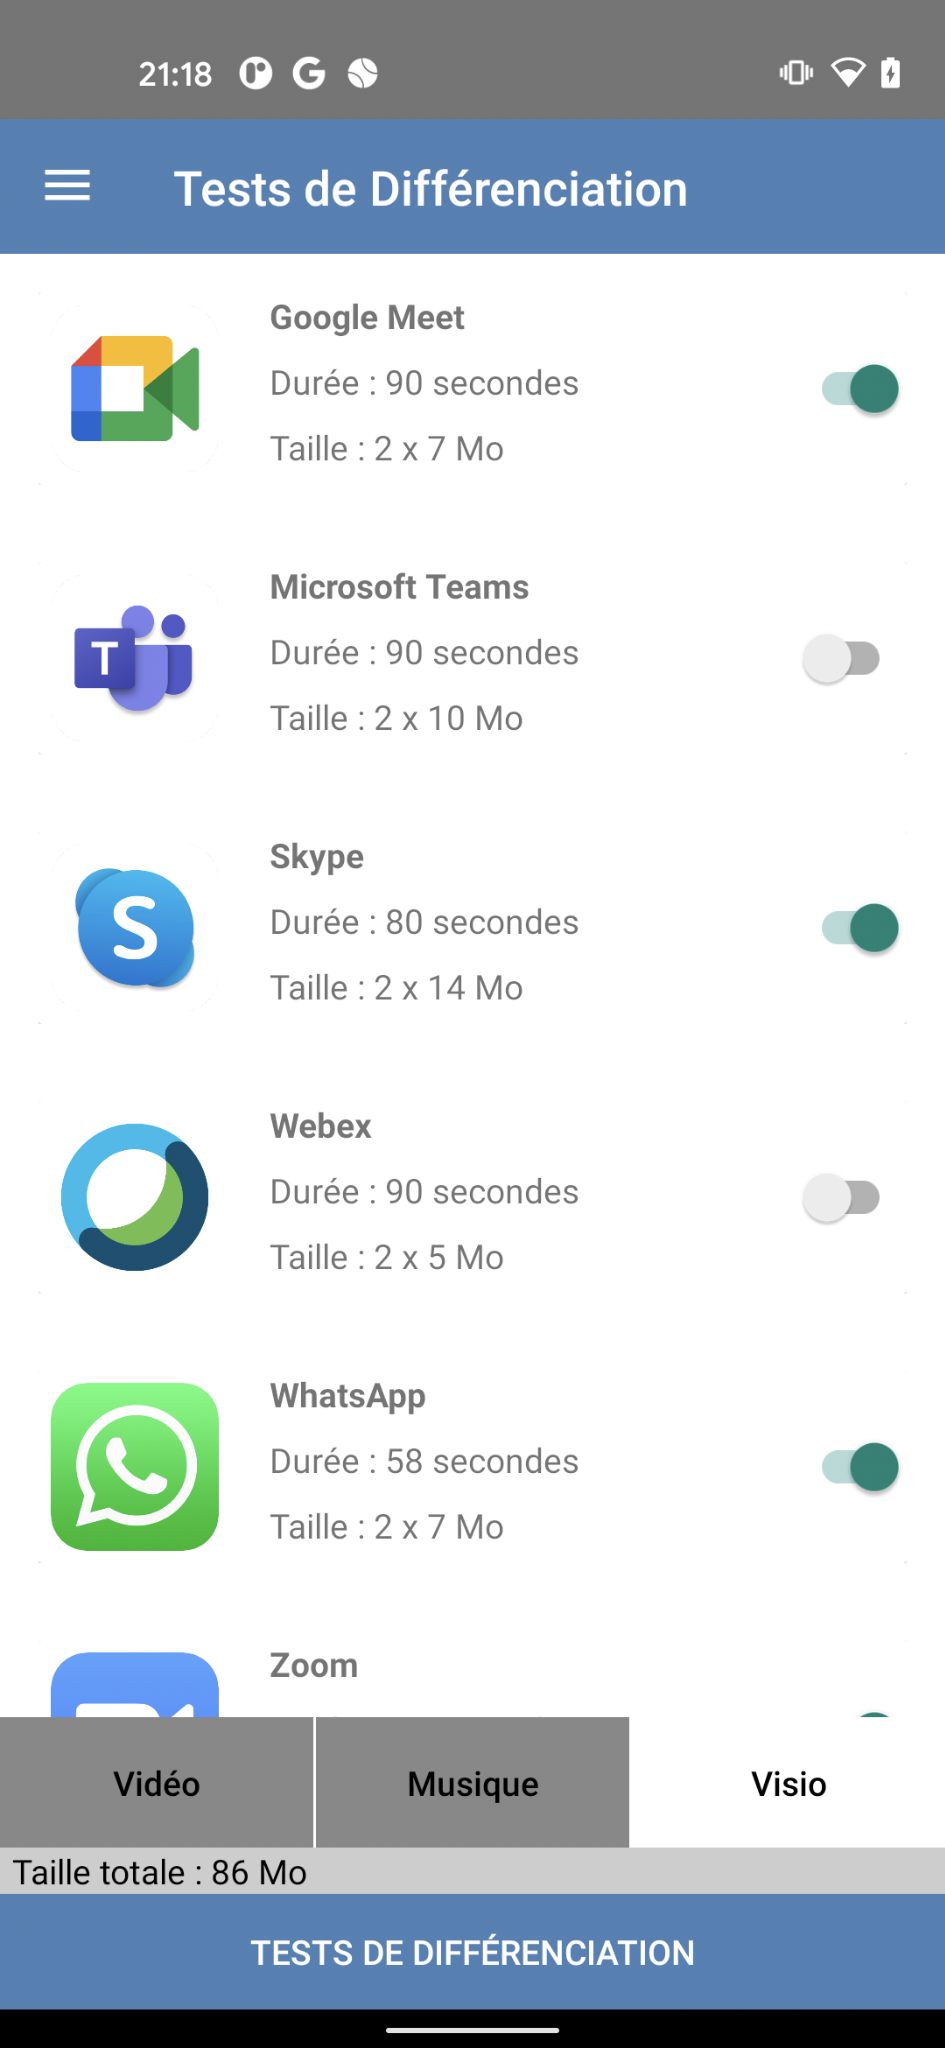 21:18
Tests de Différenciation
Google Meet
Durée : 90 secondes
Taille : 2 x 7 Mo
Microsoft Teams
T
Durée : 90 secondes
Taille : 2 x 10 Mo
Skype
S
Durée : 80 secondes
Taille : 2 x 14 Mo
Webex
Durée : 90 secondes
Taille : 2 x 5 Mo
WhatsApp
Durée : 58 secondes
Taille : 2 x 7 Mo
Zoom
Vidéo Musique Visio
Taille totale : 86 Mo
TESTS DE DIFFÉRENCIATION